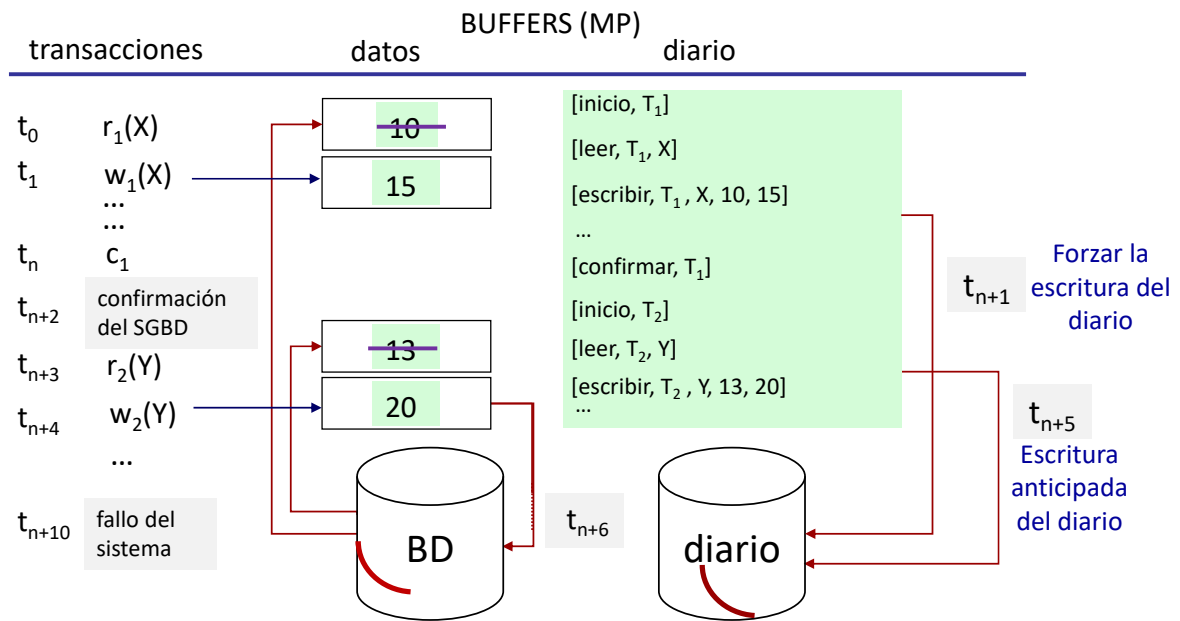 BUFFERS (MP)
transacciones datos diario
t0 r1(X) 10 [inicio, T1]
[leer, T1, X]
t1 w1(X) 15 [escribir, T1 , X, 10, 15]
...
...
...
tn c1 [confirmar, T1]
tn+1 Forzar la
escritura del
diario
tn+2 confirmación
del SGBD
[inicio, T2]
tn+3 r2(Y) 13 [leer, T2, Y]
tn+4 w2(Y) 20 [escribir, T2 , Y, 13, 20]
...
...
tn+5
Escritura
anticipada
del diario
tn+10 fallo del
sistema
BD
tn+6
diario